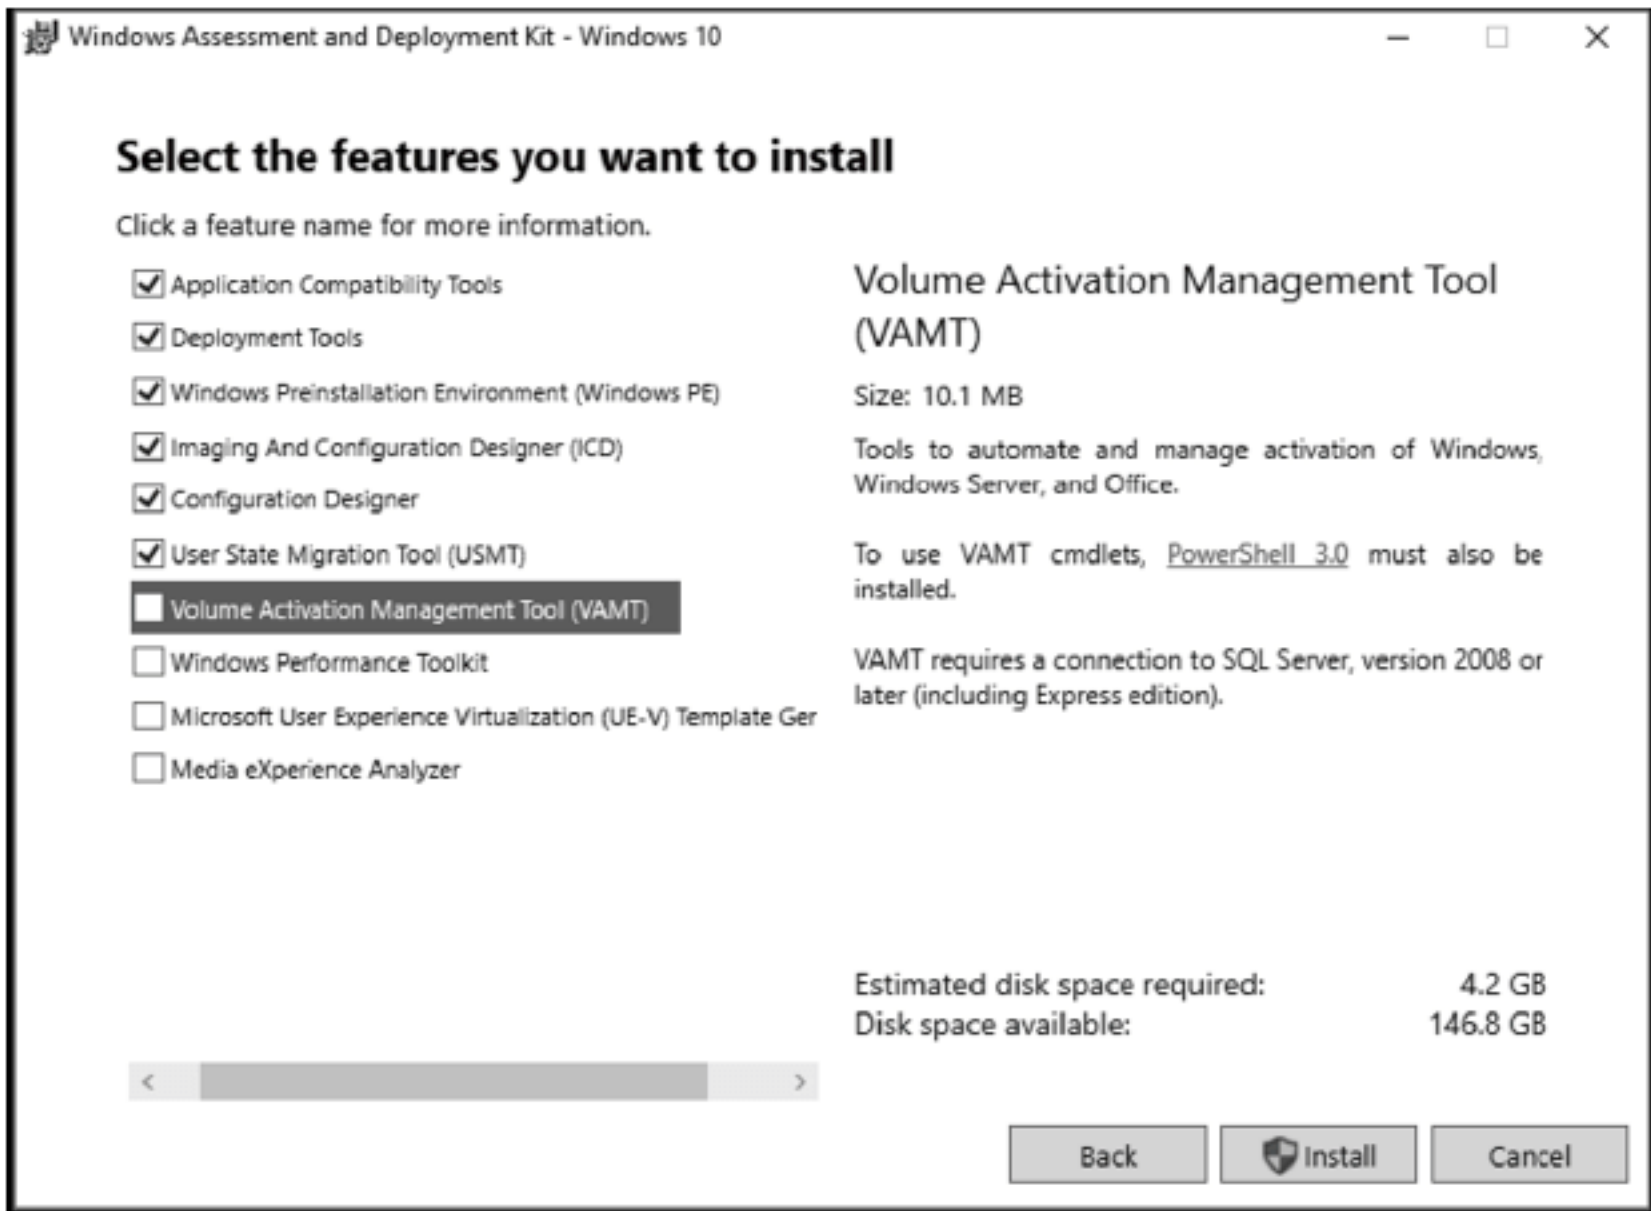 Windows Assessment and Deployment Kit - Windows 10
Select the features you want to install
Click a feature name for more information.
Application Compatibility Tools
Deployment Tools
Windows Preinstallation Environment (Windows PE)
Imaging And Configuration Designer (ICD)
Configuration Designer
User State Migration Tool (USMT)
Volume Activation Management Tool (VAMT)
Windows Performance Toolkit
Microsoft User Experience Virtualization (UE-V) Template Ger
Media eXperience Analyzer
Volume Activation Management Tool
(VAMT)
Size: 10.1 MB
Tools to automate and manage activation of Windows,
Windows Server, and Office.
To use VAMT cmdlets, PowerShell 3.0 must also be
installed.
VAMT requires a connection to SQL Server, version 2008 or
later (including Express edition).
Estimated disk space required: 4.2 GB
Disk space available: 146.8 GB
Back Install Cancel